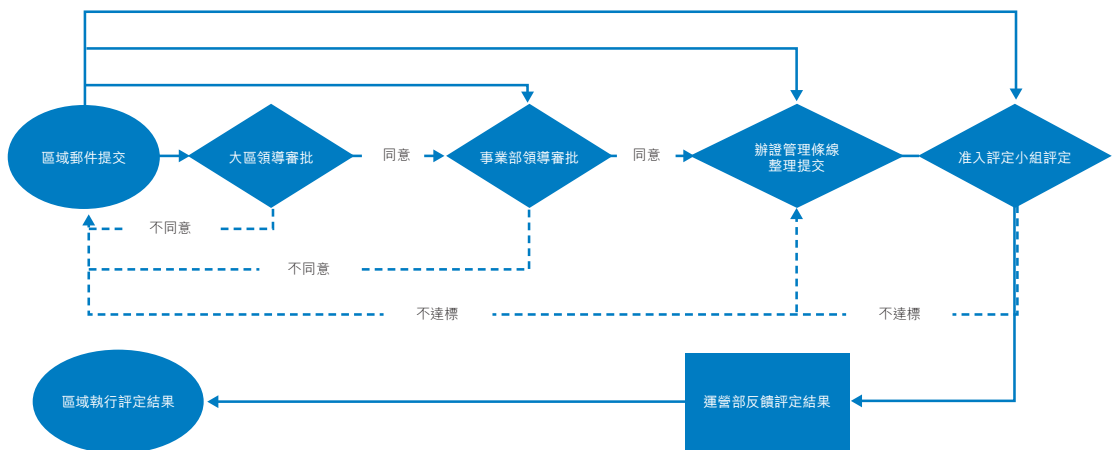 區域郵件提交
大區領導審批
同意
事業部領導審批
同意
辦證管理條線
整理提交
准入評定小組評定
不同意
不同意
不達標
不達標
區域執行評定結果
運營部反饋評定結果